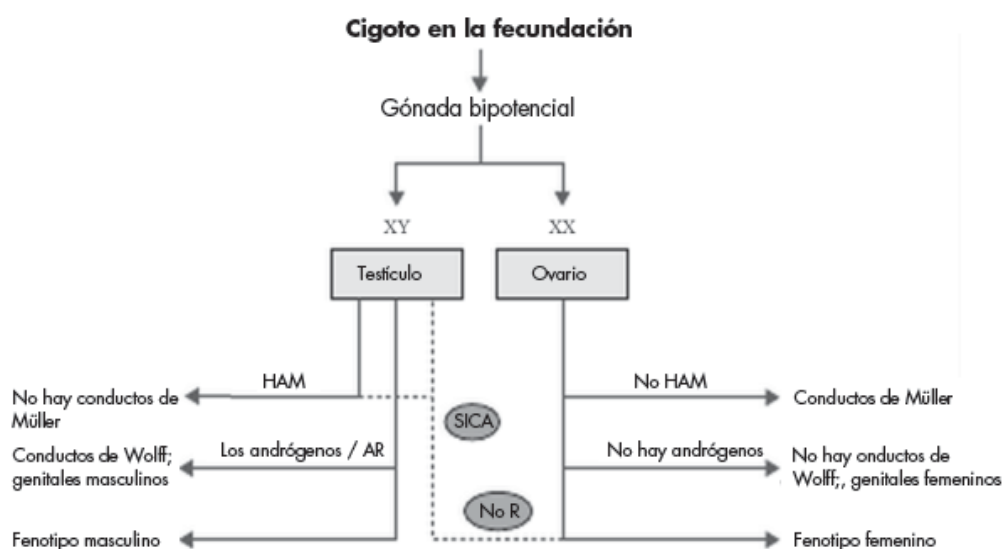 Cigoto en la fecundación
Gónada bipotencial
XY
XX
Testículo
Ovario
HAM
No HAM
No hay conductos de
Müller
Conductos de Müller
SICA
Los andrógenos / AR
No hay andrógenos
Conductos de Wolff;
genitales masculinos
No hay onductos de
Wolff;, genitales femeninos
No R
Fenotipo masculino
Fenotipo femenino